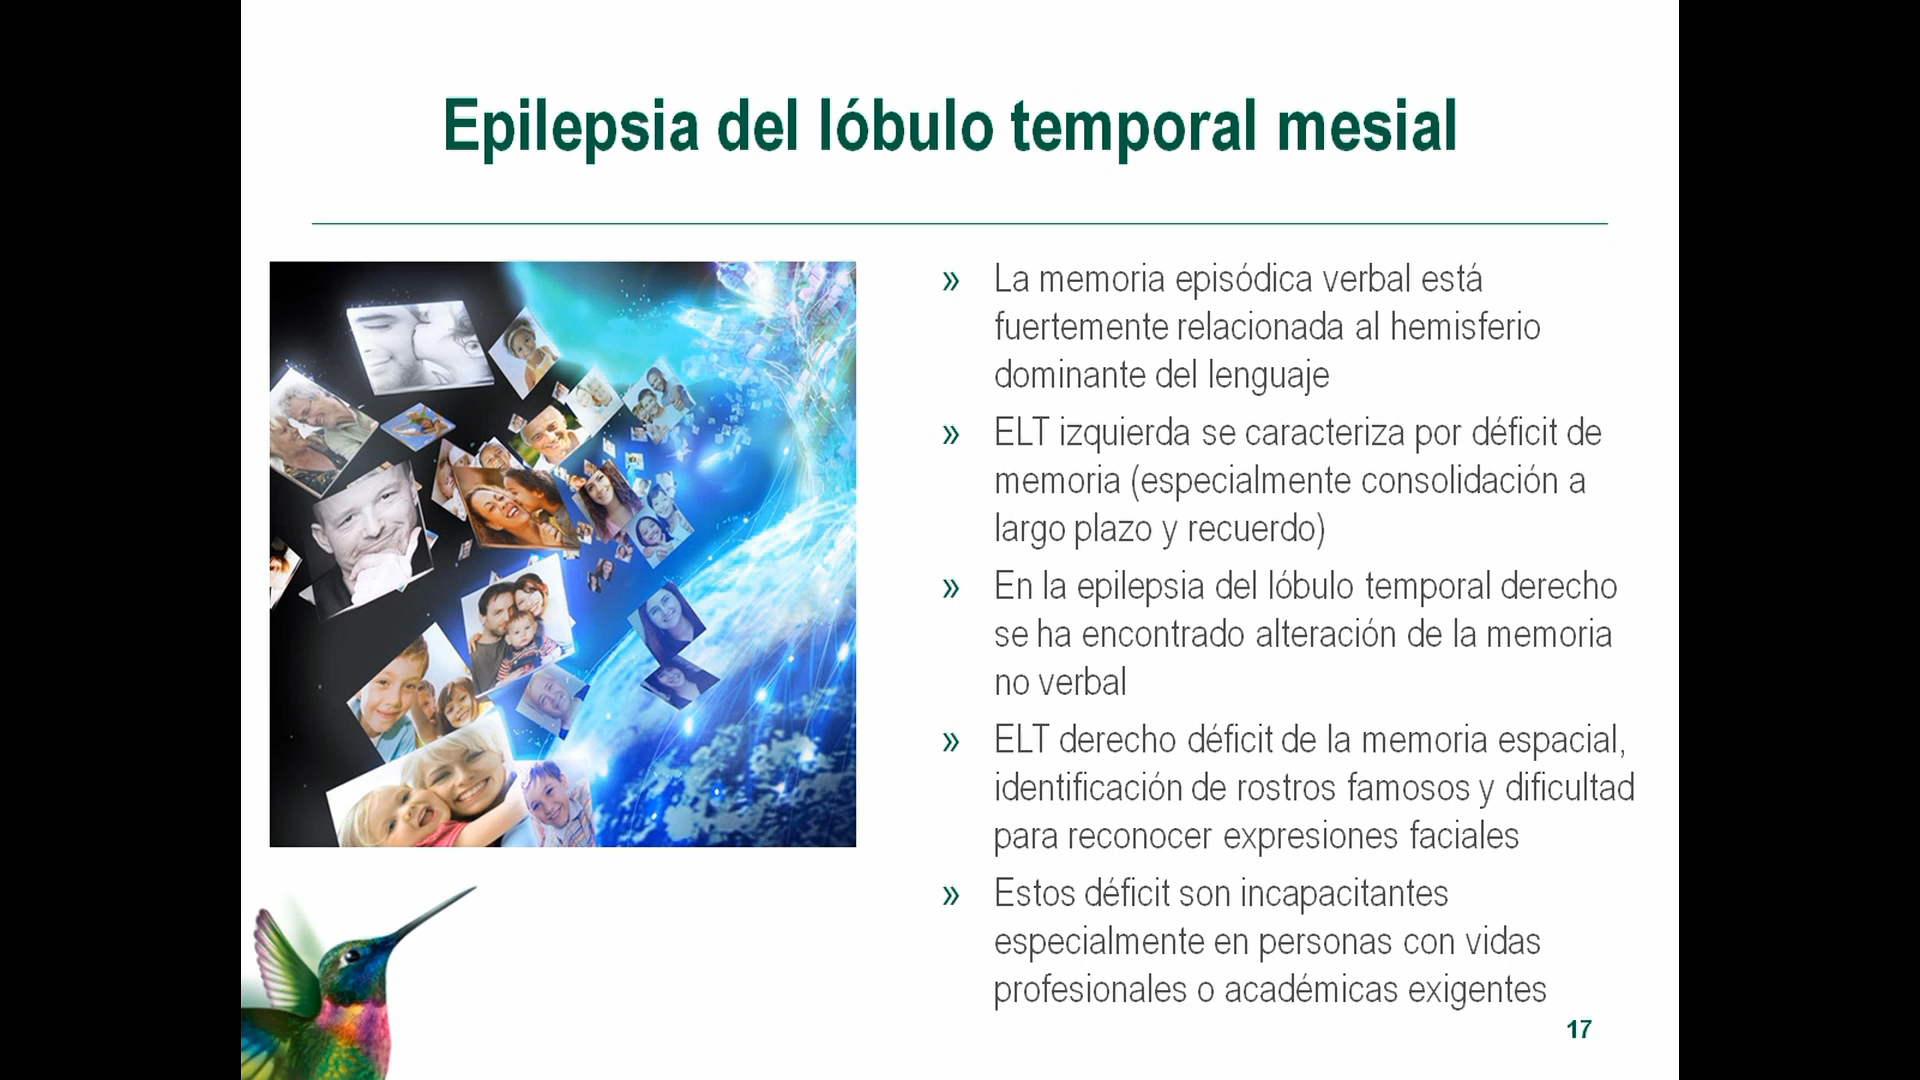 Epilepsia del lóbulo temporal mesial
» La memoria episódica verbal está
fuertemente relacionada al hemisferio
dominante del lenguaje
» ELT izquierda se caracteriza por déficit de
memoria (especialmente consolidación a
largo plazo y recuerdo)
» En la epilepsia del lóbulo temporal derecho
se ha encontrado alteración de la memoria
no verbal
» ELT derecho déficit de la memoria espacial,
identificación de rostros famosos y dificultad
para reconocer expresiones faciales
» Estos déficit son incapacitantes
especialmente en personas con vidas
profesionales o académicas exigentes
17